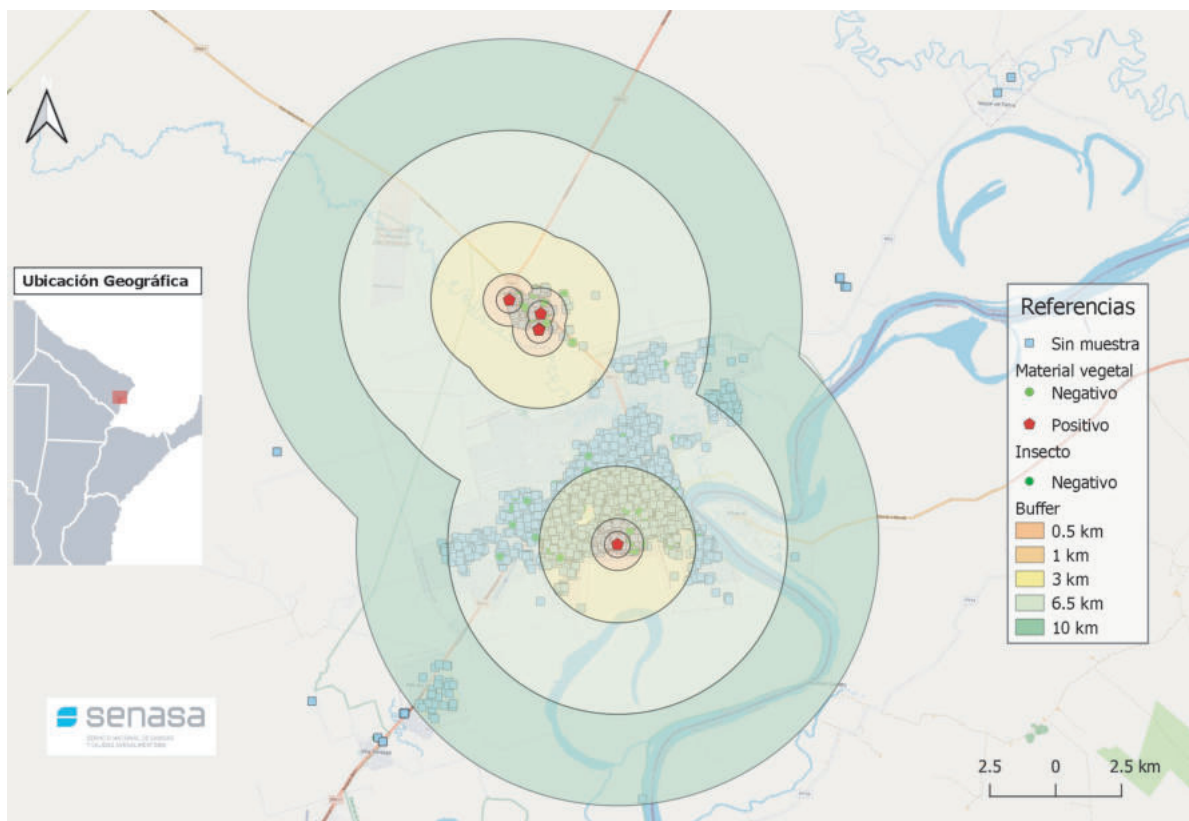 Ubicación Geográfica
Referencias
Sin muestra
Material vegetal
Negativo
Positivo
Insecto
Negativo
Buffer
0.5 km
1 km
3 km
6.5 km
10 km
senasa
2.5 0 2.5 km